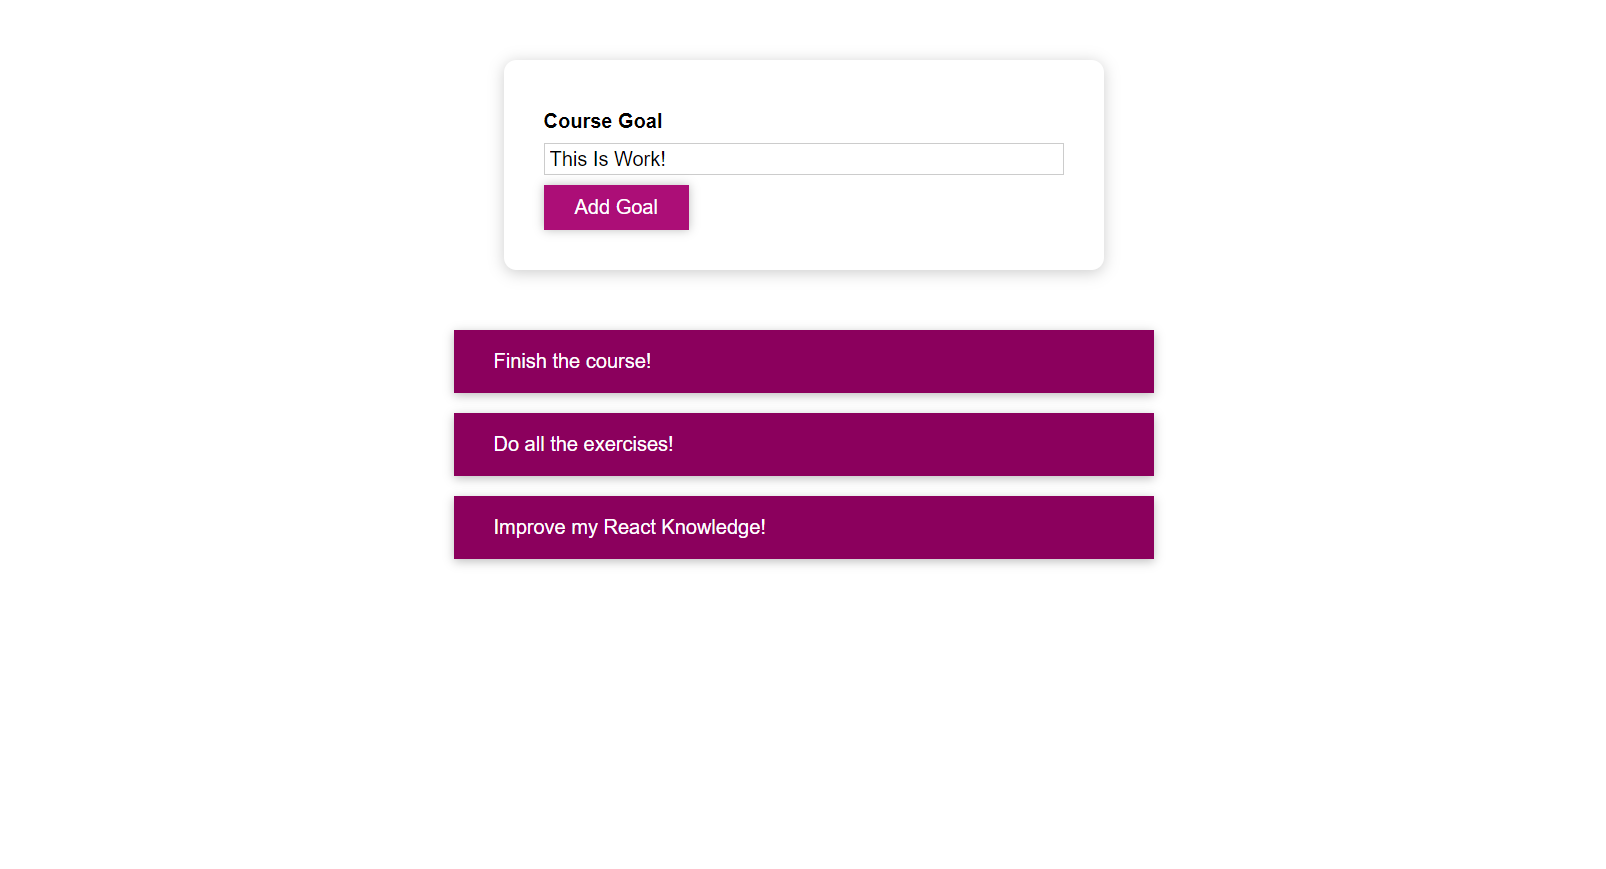 Course Goal
This Is Work!
Add Goal
Finish the course!
Do all the exercises!
Improve my React Knowledge!